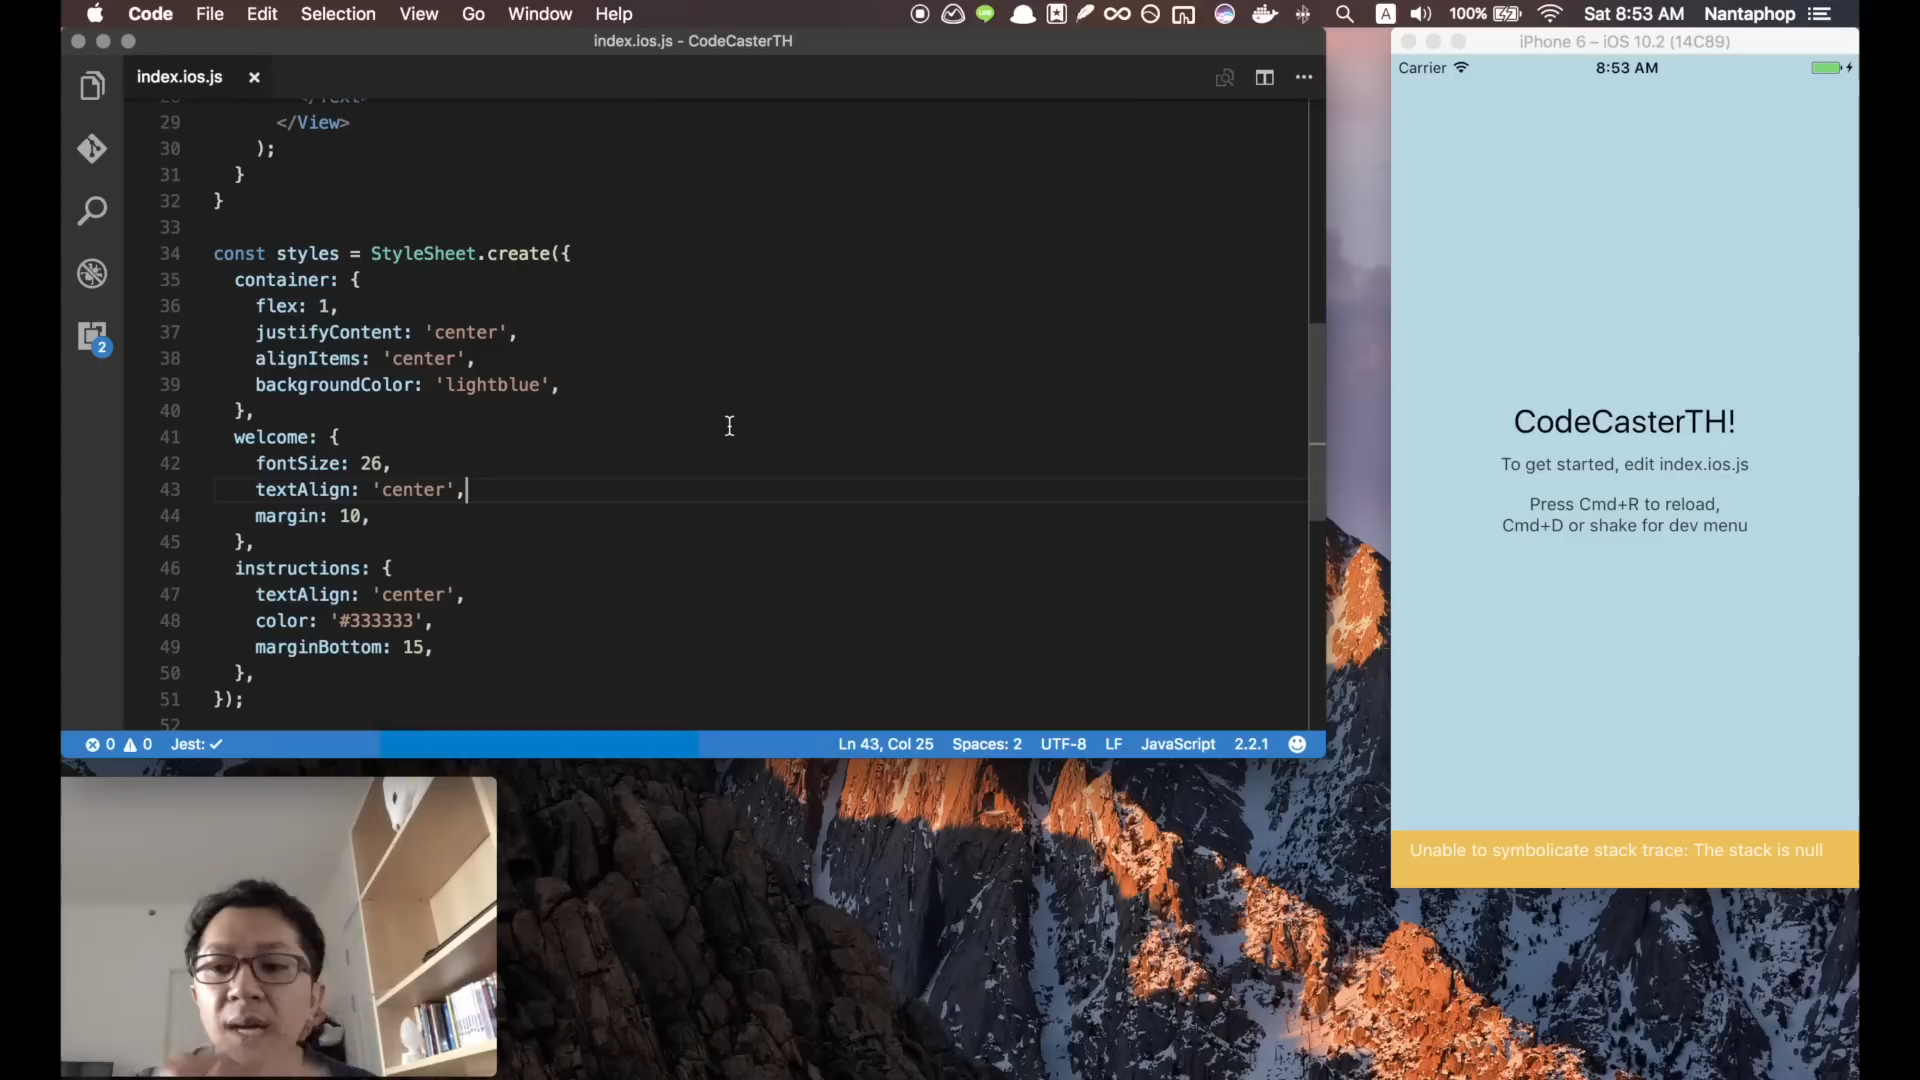 Code File Edit Selection View Go Window Help
A 100% Sat 8:53 AM Nantaphop
index.ios.js - CodeCasterTH
index.ios.js
28 </Text>
29 </View>
30 );
31 }
32 }
33
34 const styles = StyleSheet.create({
35 container: {
36 flex: 1,
37 justifyContent: 'center',
38 alignItems: 'center',
39 backgroundColor: 'lightblue',
40 },
41 welcome: {
42 fontSize: 26,
43 textAlign: 'center',
44 margin: 10,
45 },
46 instructions: {
47 textAlign: 'center',
48 color: '#333333',
49 marginBottom: 15,
50 },
51 });
52
2
0 0 Jest: ✓ Ln 43, Col 25 Spaces: 2 UTF-8 LF JavaScript 2.2.1
iPhone 6 – iOS 10.2 (14C89)
Carrier 8:53 AM
CodeCasterTH!
To get started, edit index.ios.js
Press Cmd+R to reload,
Cmd+D or shake for dev menu
Unable to symbolicate stack trace: The stack is null